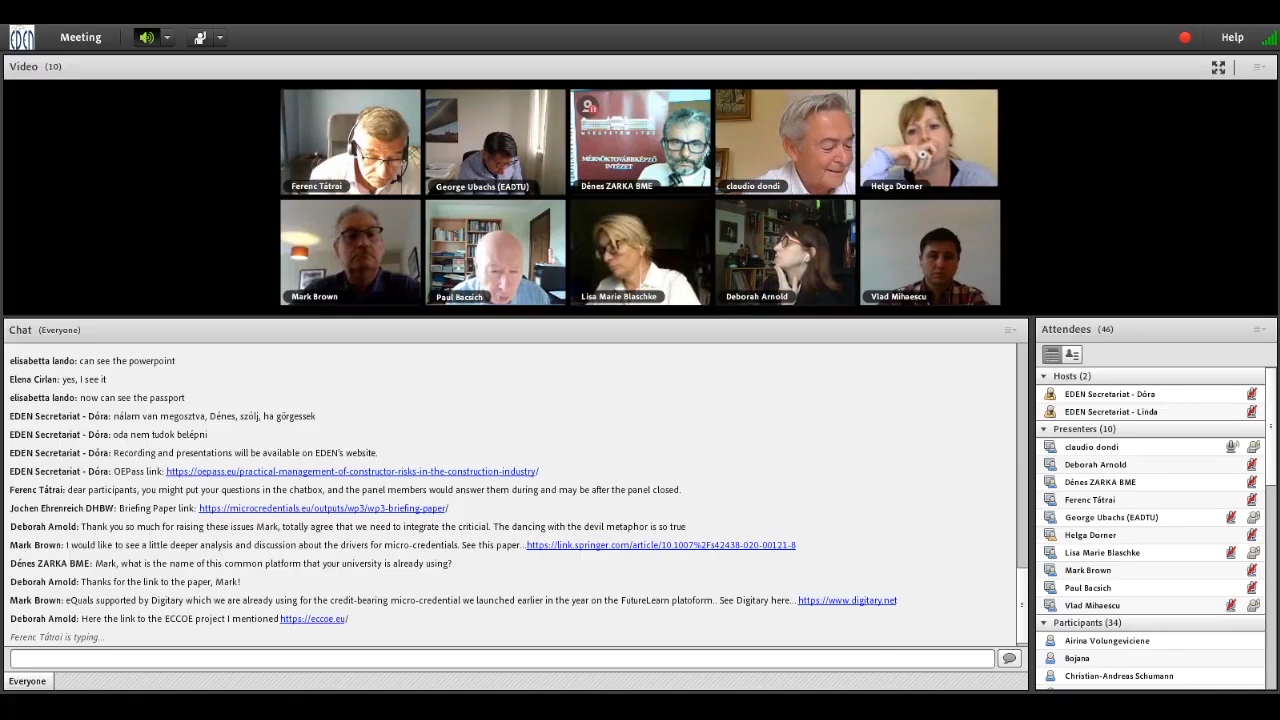 EDEN
Meeting
Help
Video (10)
MŰEGYETEM 1782
MÉRNÖKTOVÁBBKÉPZŐ
INTÉZET
Ferenc Tátrai
George Ubachs (EADTU)
Dénes ZARKA BME
claudio dondi
Helga Dorner
Mark Brown
Paul Bacsich
Lisa Marie Blaschke
Deborah Arnold
Vlad Mihaescu
Chat (Everyone)
elisabetta lando: can see the powerpoint
Elena Cirlan: yes, I see it
elisabetta lando: now can see the passport
EDEN Secretariat - Dóra: nálam van megosztva, Dénes, szólj, ha görgessek
EDEN Secretariat - Dóra: oda nem tudok belépni
EDEN Secretariat - Dóra: Recording and presentations will be available on EDEN's website.
EDEN Secretariat - Dóra: OEPass link: https://oepass.eu/practical-management-of-constructor-risks-in-the-construction-industry/
Ferenc Tátrai: dear participants, you might put your questions in the chatbox, and the panel members would answer them during and may be after the panel closed.
Jochen Ehrenreich DHBW: Briefing Paper link: https://microcredentials.eu/outputs/wp3/wp3-briefing-paper/
Deborah Arnold: Thank you so much for raising these issues Mark, totally agree that we need to integrate the criticial. The dancing with the devil metaphor is so true
Mark Brown: I would like to see a little deeper analysis and discussion about the drivers for micro-credentials. See this paper...https://link.springer.com/article/10.1007%2Fs42438-020-00121-8
Dénes ZARKA BME: Mark, what is the name of this common platform that your university is already using?
Deborah Arnold: Thanks for the link to the paper, Mark!
Mark Brown: eQuals supported by Digitary which we are already using for the credit-bearing micro-credential we launched earlier in the year on the FutureLearn platoform.. See Digitary here... https://www.digitary.net
Deborah Arnold: Here the link to the ECCOE project I mentioned https://eccoe.eu/
Ferenc Tátrai is typing...
Everyone
Attendees (46)
Hosts (2)
EDEN Secretariat - Dóra
EDEN Secretariat - Linda
Presenters (10)
claudio dondi
Deborah Arnold
Dénes ZARKA BME
Ferenc Tátrai
George Ubachs (EADTU)
Helga Dorner
Lisa Marie Blaschke
Mark Brown
Paul Bacsich
Vlad Mihaescu
Participants (34)
Airina Volungeviciene
Bojana
Christian-Andreas Schumann